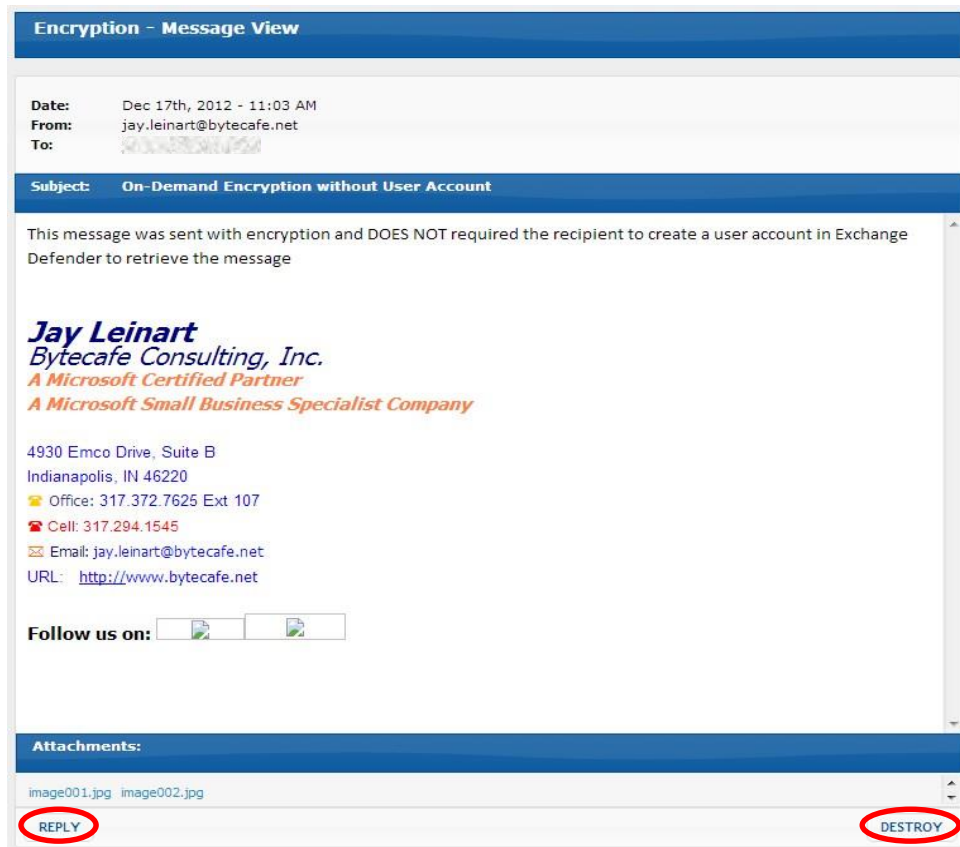 Encryption - Message View
Date: Dec 17th, 2012 - 11:03 AM
From: jay.leinart@bytecafe.net
To:
Subject: On-Demand Encryption without User Account
This message was sent with encryption and DOES NOT required the recipient to create a user account in Exchange
Defender to retrieve the message
Jay Leinart
Bytecafe Consulting, Inc.
A Microsoft Certified Partner
A Microsoft Small Business Specialist Company
4930 Emco Drive, Suite B
Indianapolis, IN 46220
Office: 317.372.7625 Ext 107
Cell: 317.294.1545
Email: jay.leinart@bytecafe.net
URL: http://www.bytecafe.net
Follow us on:
Attachments:
image001.jpg image002.jpg
REPLY DESTROY